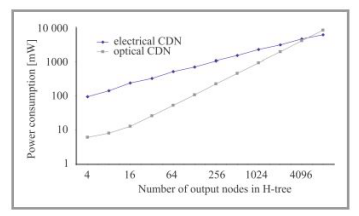 10 000
1000
100
10
1
Power consumption [mW]
electrical CDN
optical CDN
4 16 64 256 1024 4096
Number of output nodes in H-tree